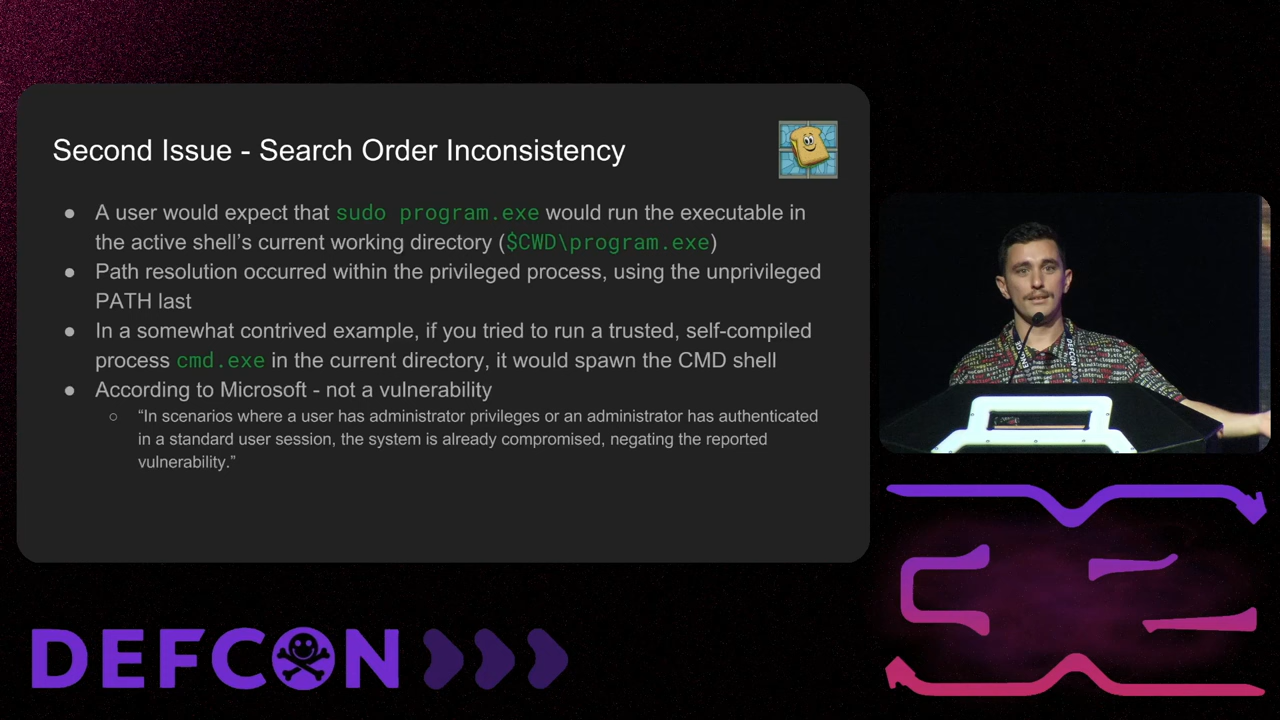 Second Issue - Search Order Inconsistency
● A user would expect that sudo program.exe would run the executable in
the active shell’s current working directory ($CWD\program.exe)
● Path resolution occurred within the privileged process, using the unprivileged
PATH last
● In a somewhat contrived example, if you tried to run a trusted, self-compiled
process cmd.exe in the current directory, it would spawn the CMD shell
● According to Microsoft - not a vulnerability
○ “In scenarios where a user has administrator privileges or an administrator has authenticated
in a standard user session, the system is already compromised, negating the reported
vulnerability.”
DEFCON
DEFCON